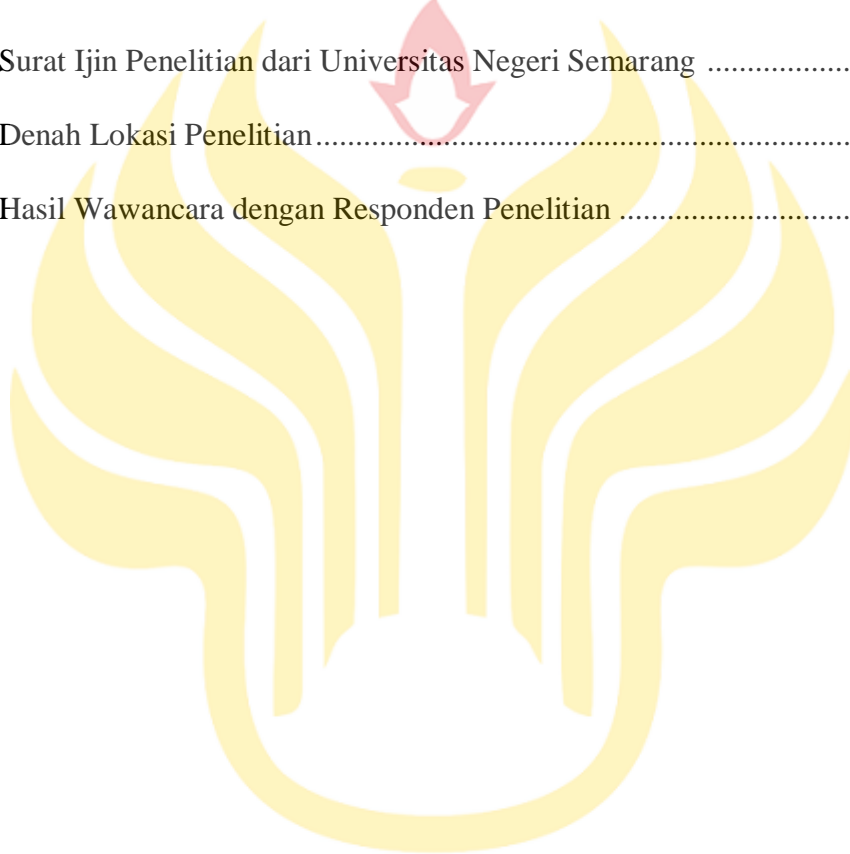 Surat Ijin Penelitian dari Universitas Negeri Semarang ..................
Denah Lokasi Penelitian...................................................................
Hasil Wawancara dengan Responden Penelitian .............................